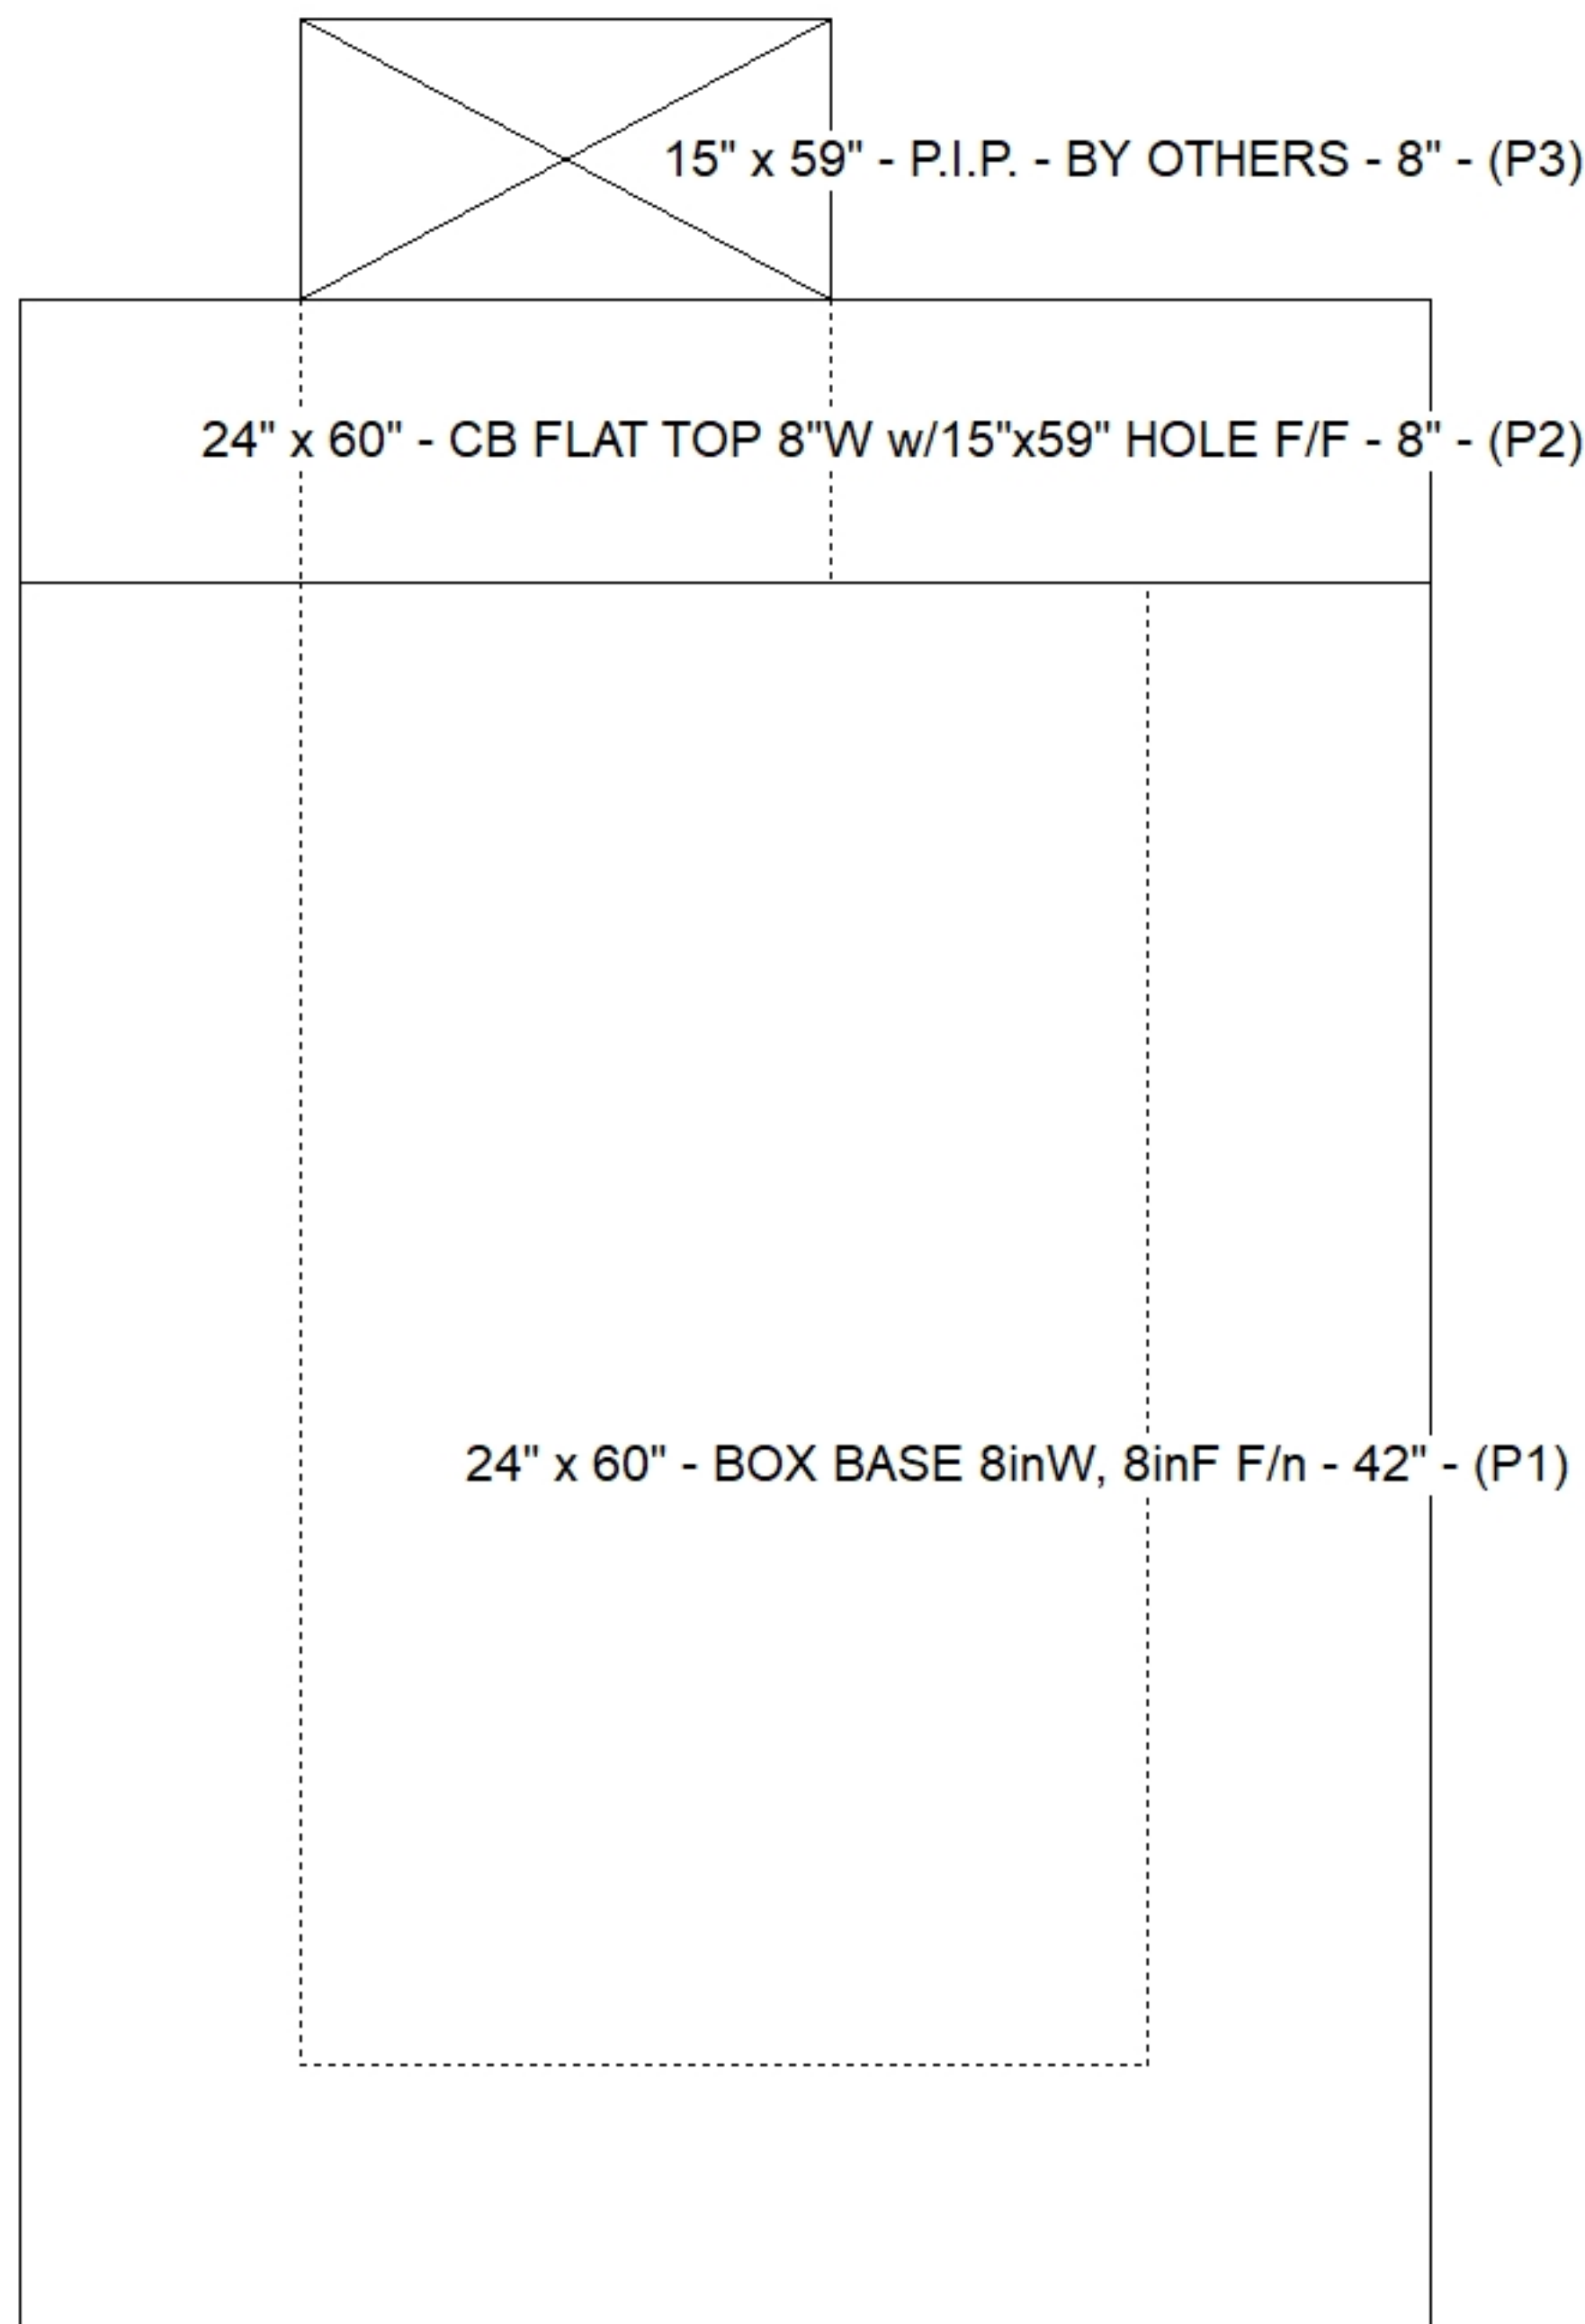 15" x 59" - P.I.P. - BY OTHERS - 8" - (P3)
24" x 60" - CB FLAT TOP 8"W w/15"x59" HOLE F/F - 8" - (P2)
24" x 60" - BOX BASE 8inW, 8inF F/n - 42" - (P1)